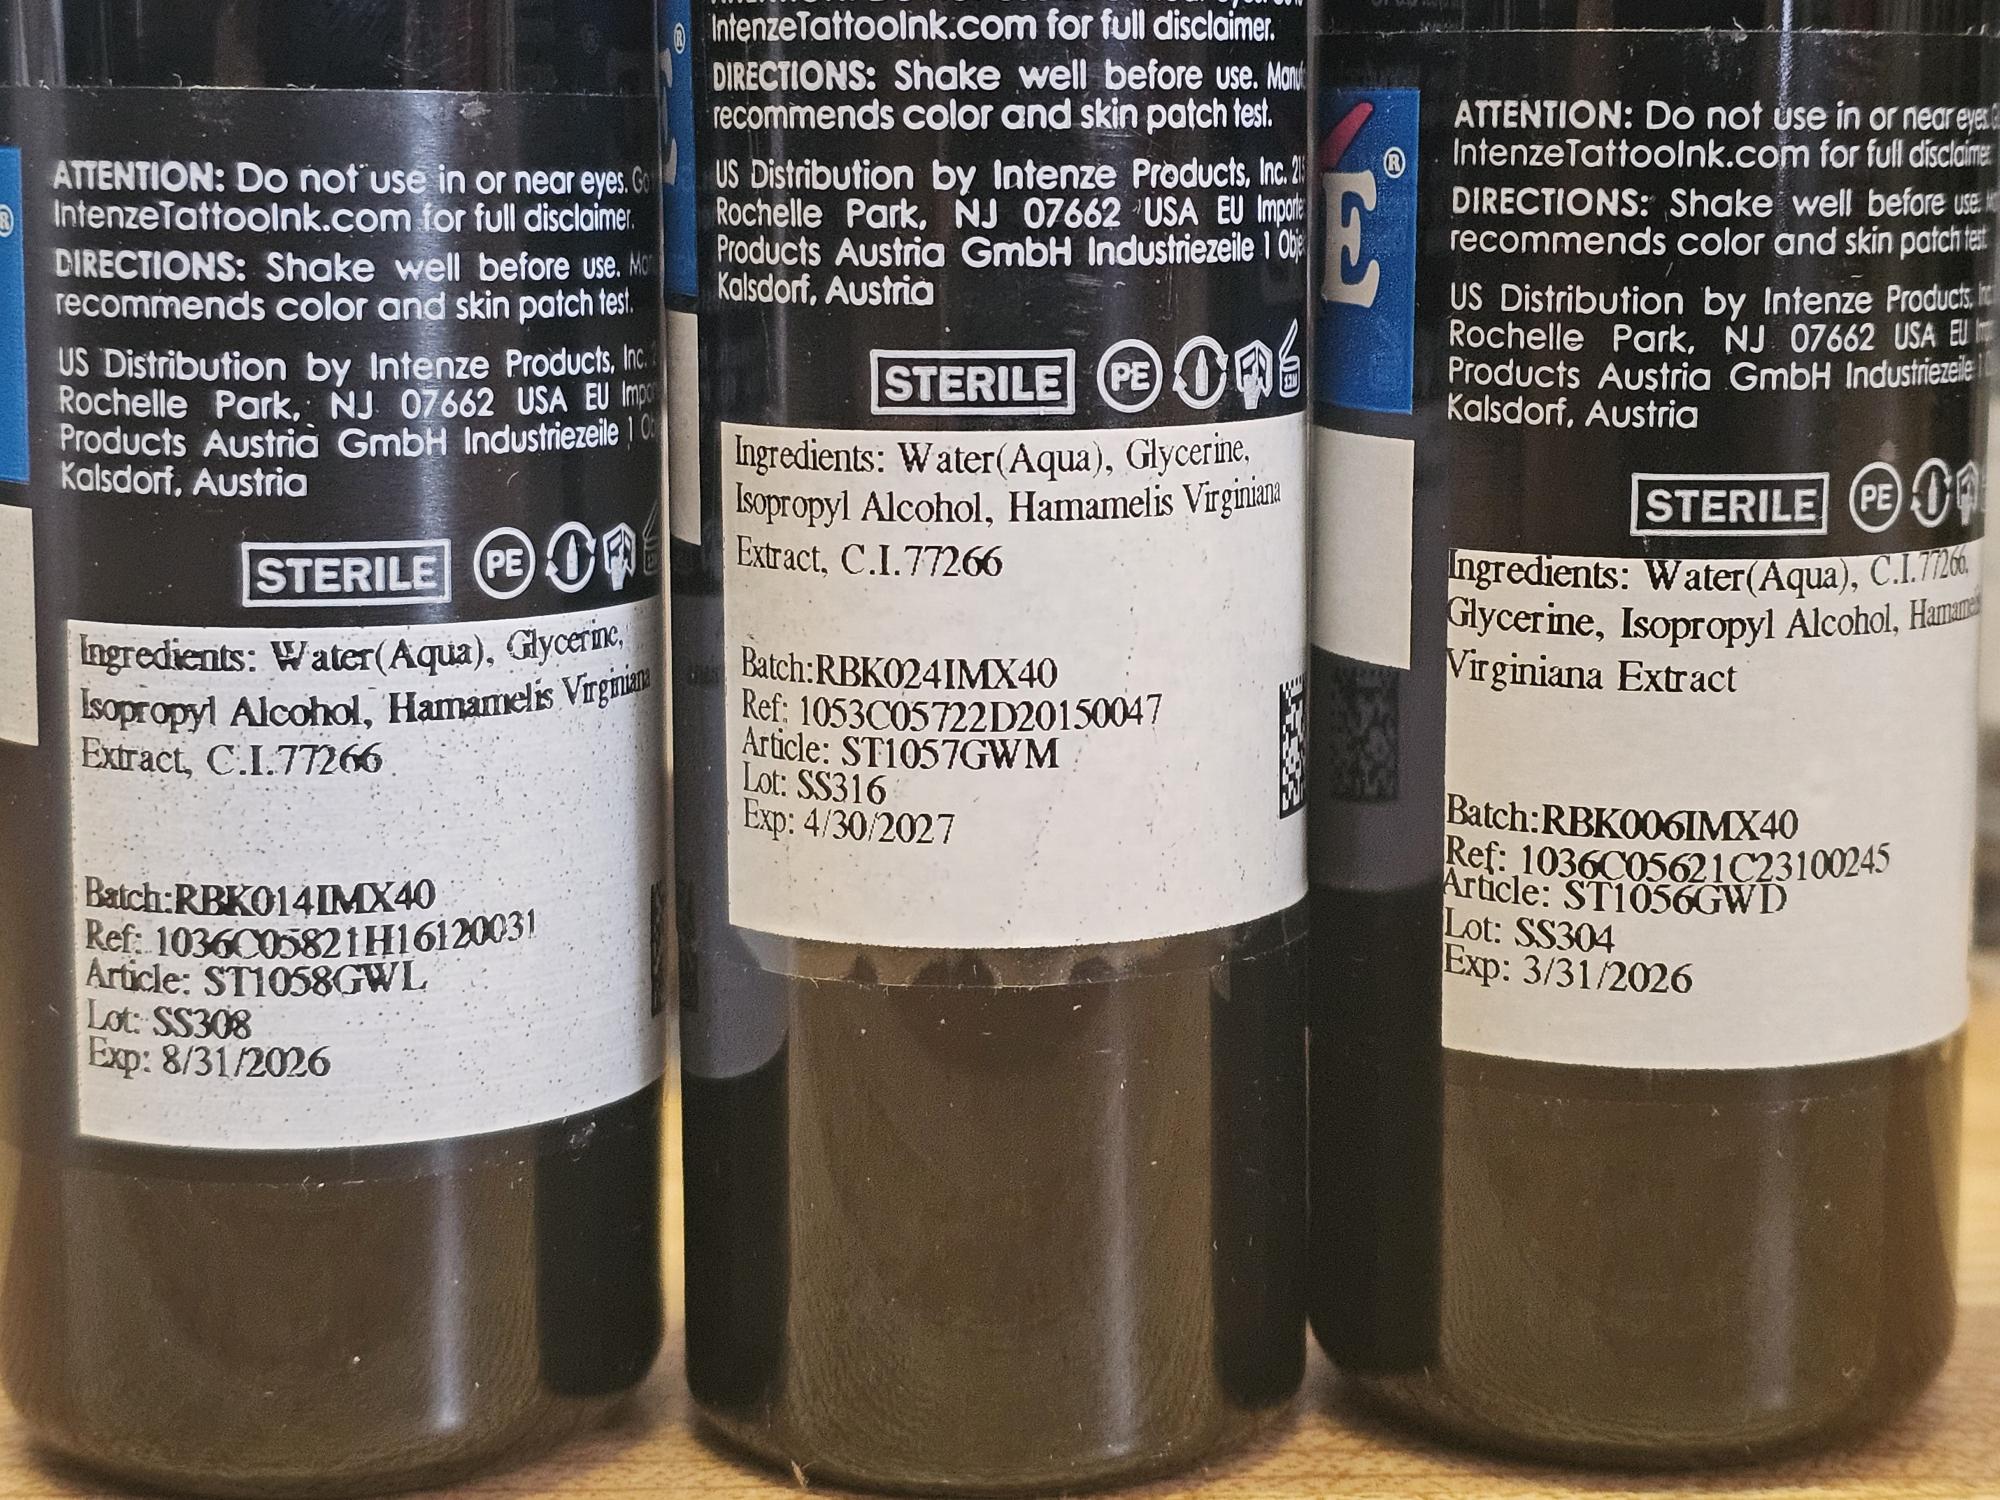 ATTENTION: Do not use in or near eyes. Go
IntenzeTattooInk.com for full disclaimer.
DIRECTIONS: Shake well before use.
recommends color and skin patch test.
US Distribution by Intenze Products, Inc.
Rochelle Park, NJ 07662 USA EU
Products Austria GmbH Industriezeile 1
Kalsdorf, Austria
STERILE PE
Ingredients: Water(Aqua), Glycerine,
Isopropyl Alcohol, Hamamelis Virginiana
Extract, C.I.77266
Batch:RBK014IMX40
Ref: 1036C05821H16120031
Article: ST1058GWL
Lot: SS308
Exp: 8/31/2026
IntenzeTattooInk.com for full disclaimer.
DIRECTIONS: Shake well before use.
recommends color and skin patch test.
US Distribution by Intenze Products, Inc.
Rochelle Park, NJ 07662 USA EU
Products Austria GmbH Industriezeile 1
Kalsdorf, Austria
STERILE PE
Ingredients: Water(Aqua), Glycerine,
Isopropyl Alcohol, Hamamelis Virginiana
Extract, C.I.77266
Batch:RBK024IMX40
Ref: 1053C05722D20150047
Article: ST1057GWM
Lot: SS316
Exp: 4/30/2027
E®
ATTENTION: Do not use in or near eyes.
IntenzeTattooInk.com for full disclaimer.
DIRECTIONS: Shake well before use.
recommends color and skin patch test.
US Distribution by Intenze Products,
Rochelle Park, NJ 07662 USA EU
Products Austria GmbH Industriezeile
Kalsdorf, Austria
STERILE PE
Ingredients: Water(Aqua), C.I.77266,
Glycerine, Isopropyl Alcohol,
Virginiana Extract
Batch:RBK006IMX40
Ref: 1036C05621C23100245
Article: ST1056GWD
Lot: SS304
Exp: 3/31/2026